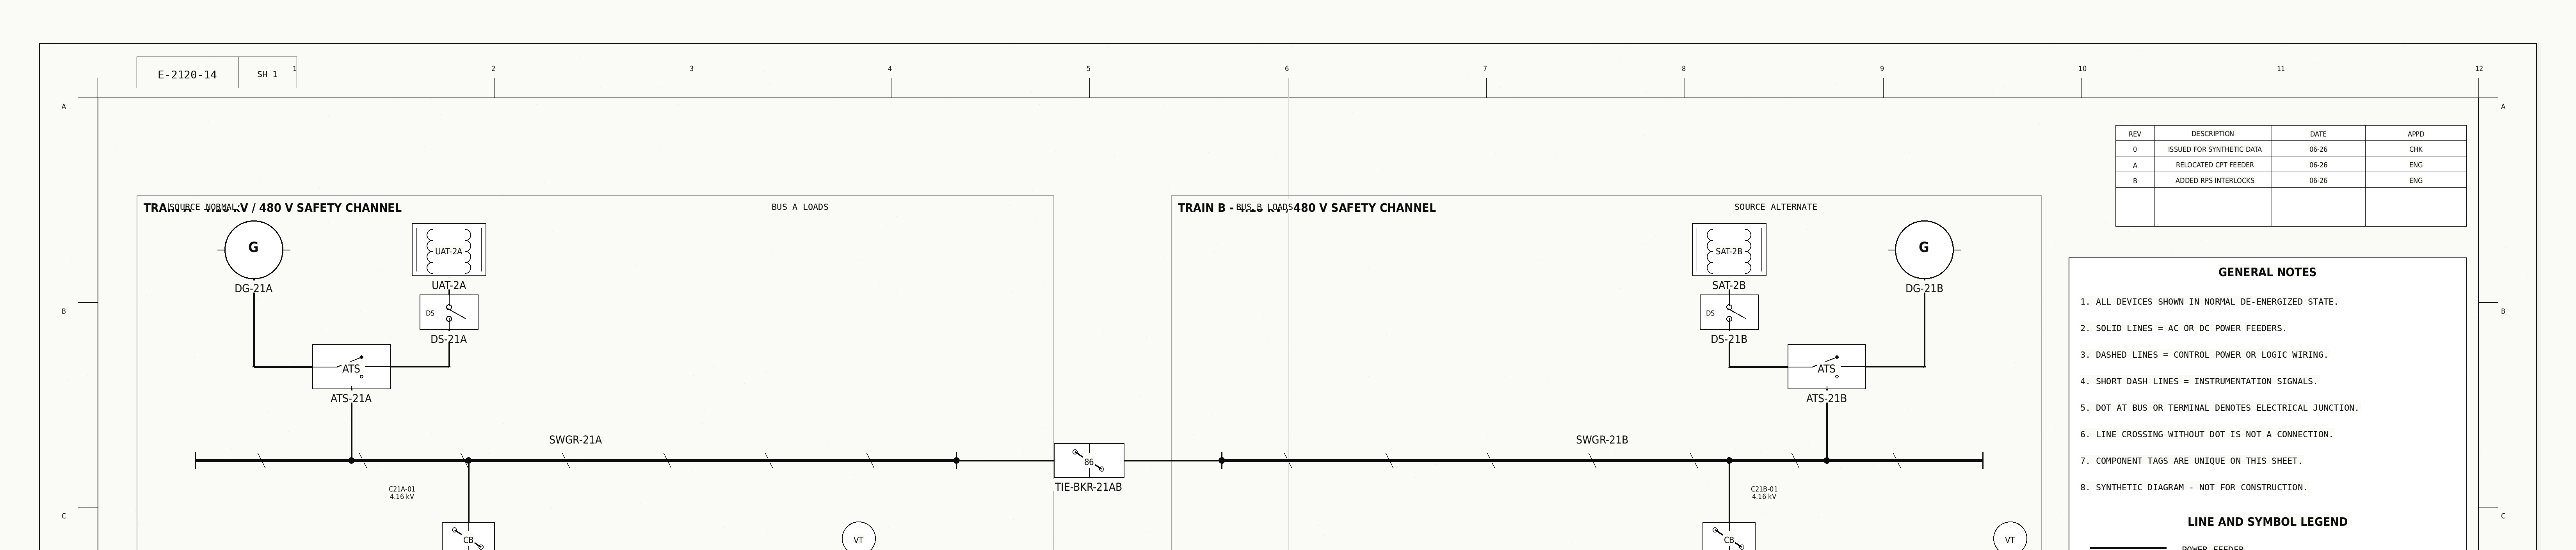 E-2120-14 SH 1
1 2 3 4 5 6 7 8 9 10 11 12
A A
REV DESCRIPTION DATE APPD
0 ISSUED FOR SYNTHETIC DATA 06-26 CHK
A RELOCATED CPT FEEDER 06-26 ENG
B ADDED RPS INTERLOCKS 06-26 ENG
SOURCE NORMAL
/ 480 V SAFETY CHANNEL
BUS A LOADS
TRAIN B -
BUS B LOADS
480 V SAFETY CHANNEL
SOURCE ALTERNATE
G
DG-21A
UAT-2A
UAT-2A
DS
DS-21A
ATS
ATS-21A
SAT-2B
SAT-2B
DS
DS-21B
G
DG-21B
ATS
ATS-21B
B B
SWGR-21A
SWGR-21B
86
TIE-BKR-21AB
C21A-01
4.16 kV
C21B-01
4.16 kV
C C
CB
VT
CB
VT
GENERAL NOTES
1. ALL DEVICES SHOWN IN NORMAL DE-ENERGIZED STATE.
2. SOLID LINES = AC OR DC POWER FEEDERS.
3. DASHED LINES = CONTROL POWER OR LOGIC WIRING.
4. SHORT DASH LINES = INSTRUMENTATION SIGNALS.
5. DOT AT BUS OR TERMINAL DENOTES ELECTRICAL JUNCTION.
6. LINE CROSSING WITHOUT DOT IS NOT A CONNECTION.
7. COMPONENT TAGS ARE UNIQUE ON THIS SHEET.
8. SYNTHETIC DIAGRAM - NOT FOR CONSTRUCTION.
LINE AND SYMBOL LEGEND
POWER FEEDER